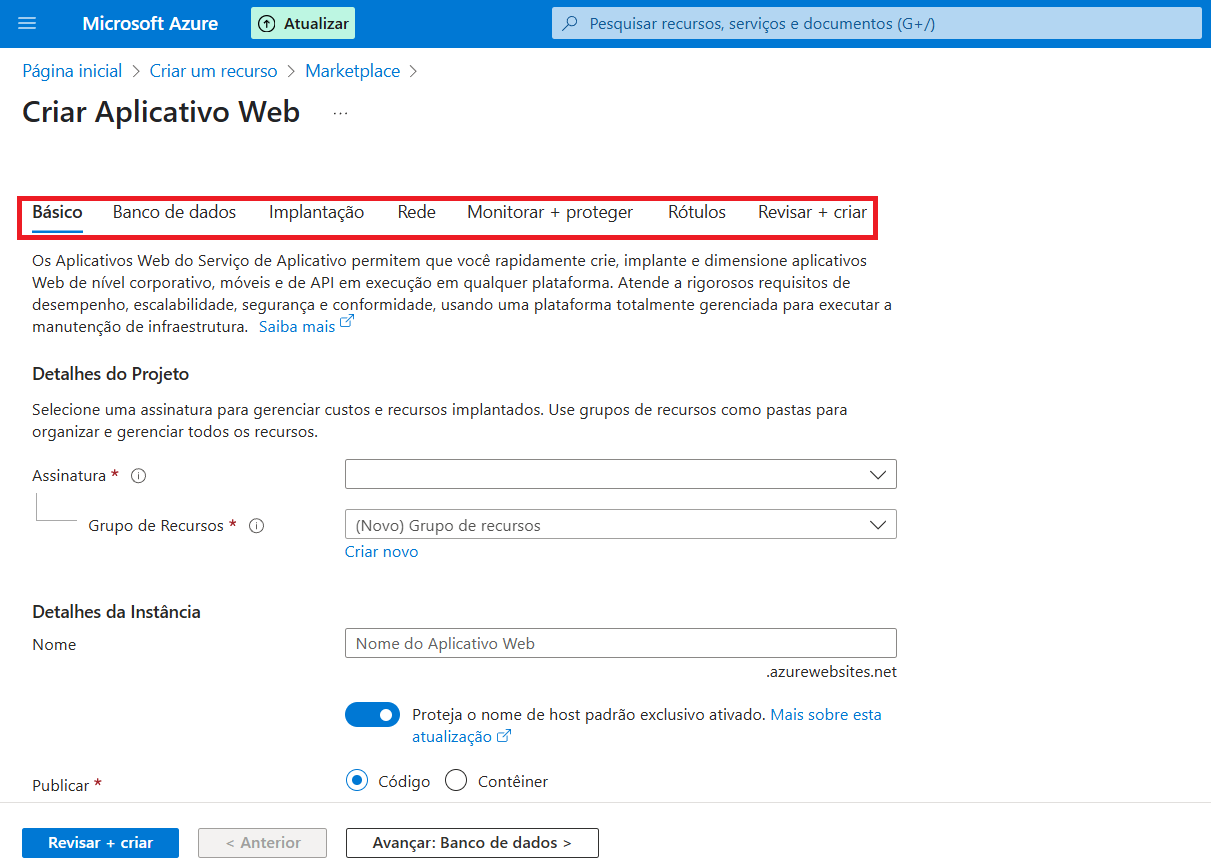 Microsoft Azure
Atualizar
Pesquisar recursos, serviços e documentos (G+/)
Página inicial > Criar um recurso > Marketplace >
Criar Aplicativo Web ...
Básico Banco de dados Implantação Rede Monitorar + proteger Rótulos Revisar + criar
Os Aplicativos Web do Serviço de Aplicativo permitem que você rapidamente crie, implante e dimensione aplicativos
Web de nível corporativo, móveis e de API em execução em qualquer plataforma. Atende a rigorosos requisitos de
desempenho, escalabilidade, segurança e conformidade, usando uma plataforma totalmente gerenciada para executar a
manutenção de infraestrutura. Saiba mais
Detalhes do Projeto
Selecione uma assinatura para gerenciar custos e recursos implantados. Use grupos de recursos como pastas para
organizar e gerenciar todos os recursos.
Assinatura *
Grupo de Recursos *
(Novo) Grupo de recursos
Criar novo
Detalhes da Instância
Nome
Nome do Aplicativo Web
.azurewebsites.net
Proteja o nome de host padrão exclusivo ativado. Mais sobre esta
atualização
Publicar *
Código
Contêiner
Revisar + criar
< Anterior
Avançar: Banco de dados >